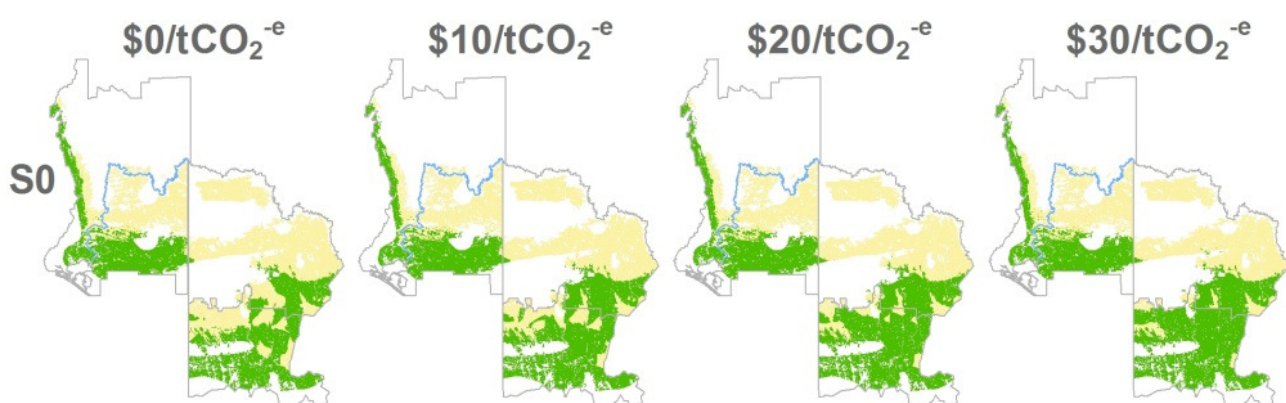 $0/tCO₂⁻ᵉ $10/tCO₂⁻ᵉ $20/tCO₂⁻ᵉ $30/tCO₂⁻ᵉ
S0